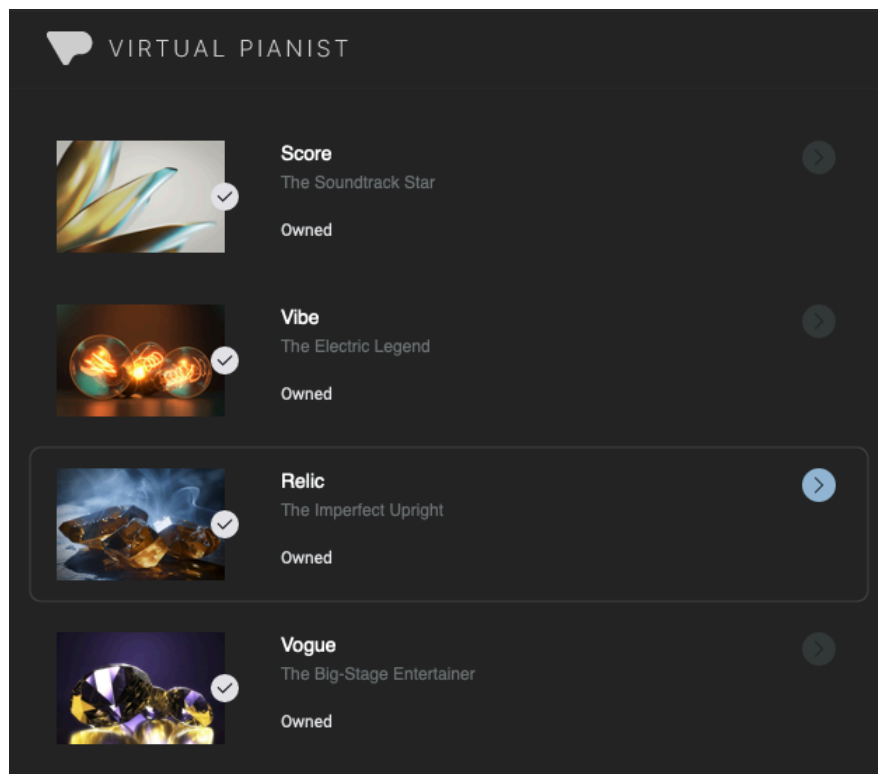 VIRTUAL PIANIST
Score
The Soundtrack Star
Owned
Vibe
The Electric Legend
Owned
Relic
The Imperfect Upright
Owned
Vogue
The Big-Stage Entertainer
Owned